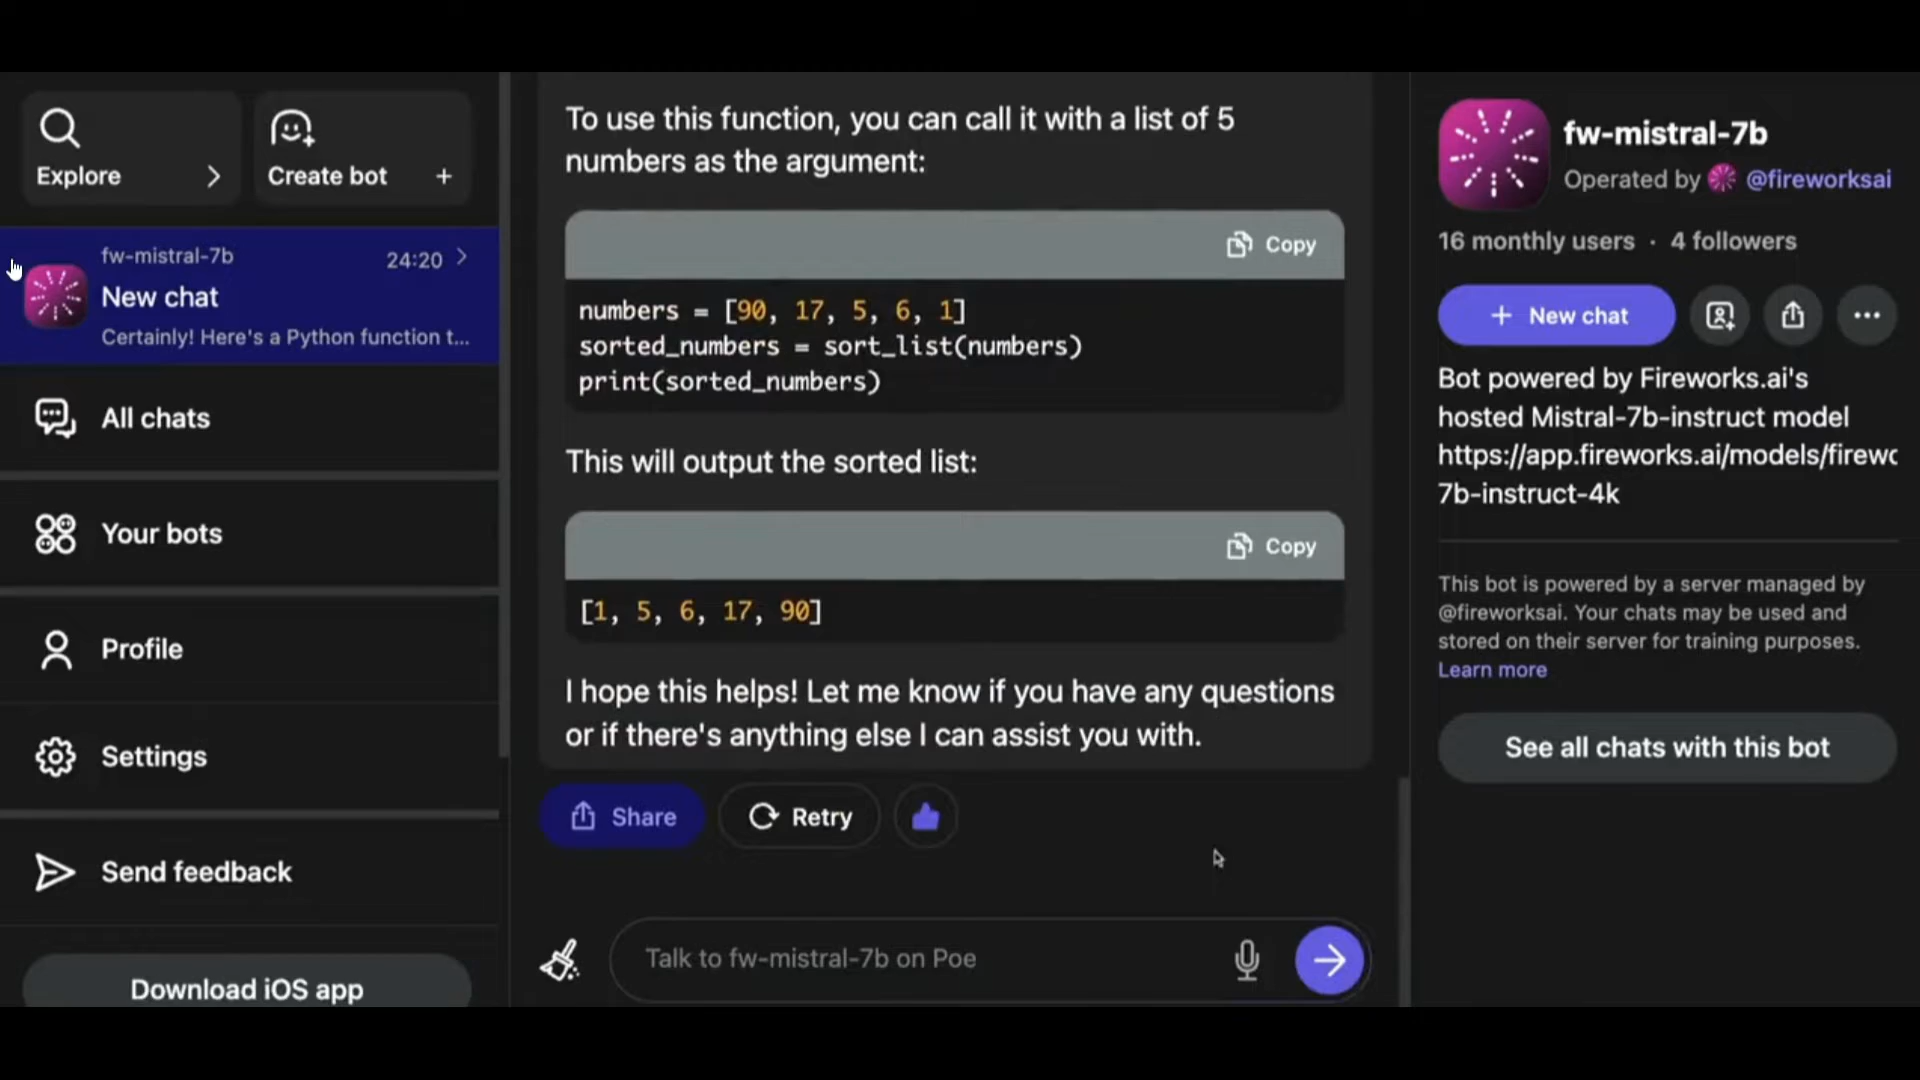 Explore
Create bot +
fw-mistral-7b
24:20
New chat
Certainly! Here's a Python function t...
All chats
Your bots
Profile
Settings
Send feedback
Download iOS app
To use this function, you can call it with a list of 5
numbers as the argument:
Copy
numbers = [90, 17, 5, 6, 1]
sorted_numbers = sort_list(numbers)
print(sorted_numbers)
This will output the sorted list:
Copy
[1, 5, 6, 17, 90]
I hope this helps! Let me know if you have any questions
or if there's anything else I can assist you with.
Share
Retry
Talk to fw-mistral-7b on Poe
fw-mistral-7b
Operated by @fireworksai
16 monthly users · 4 followers
+ New chat
Bot powered by Fireworks.ai's
hosted Mistral-7b-instruct model
https://app.fireworks.ai/models/firewo
7b-instruct-4k
This bot is powered by a server managed by
@fireworksai. Your chats may be used and
stored on their server for training purposes.
Learn more
See all chats with this bot